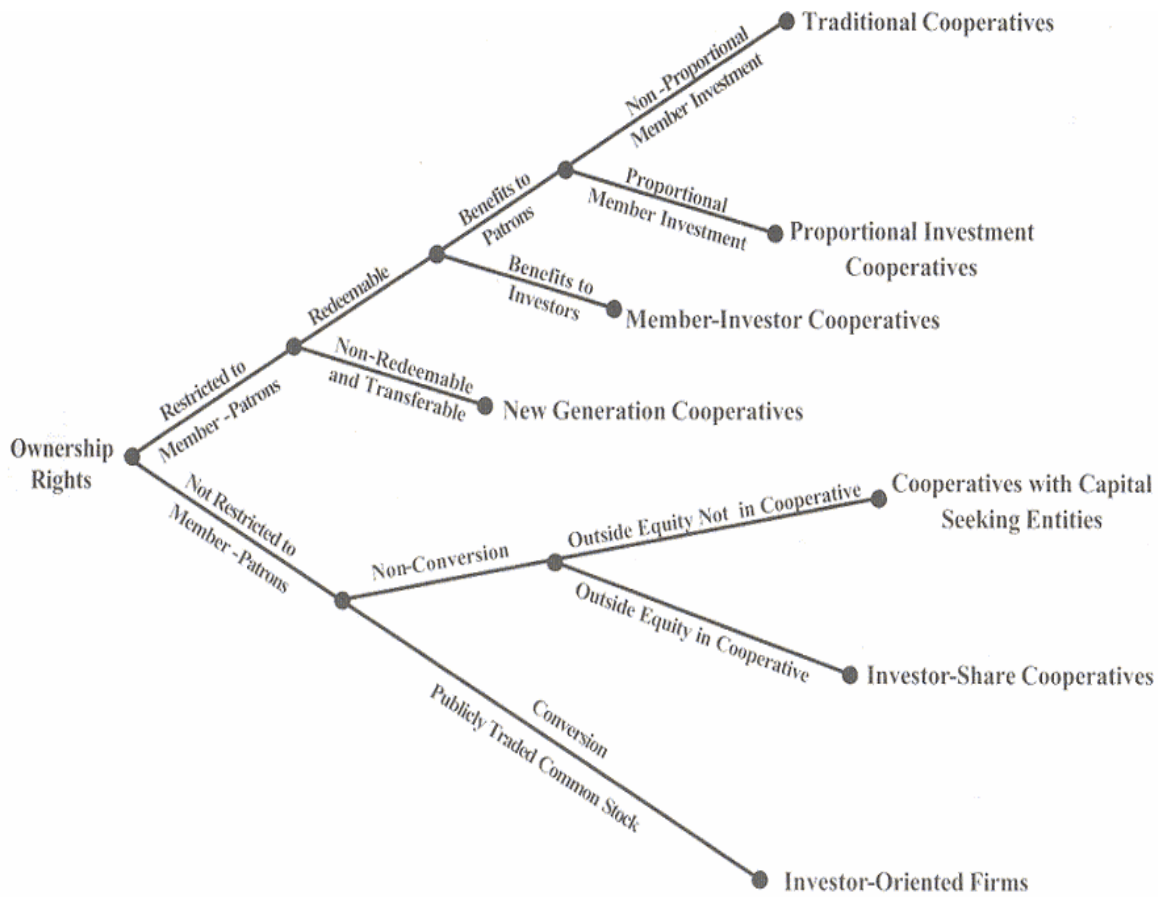 Traditional Cooperatives
Non-Proportional
Member Investment
Proportional
Member Investment
Proportional Investment
Cooperatives
Benefits to
Patrons
Benefits to
Investors
Member-Investor Cooperatives
Redeemable
Non-Redeemable
and Transferable
New Generation Cooperatives
Restricted to
Member-Patrons
Ownership
Rights
Not Restricted to
Member-Patrons
Non-Conversion
Outside Equity Not in Cooperative
Cooperatives with Capital
Seeking Entities
Outside Equity in Cooperative
Investor-Share Cooperatives
Conversion
Publicly Traded Common Stock
Investor-Oriented Firms